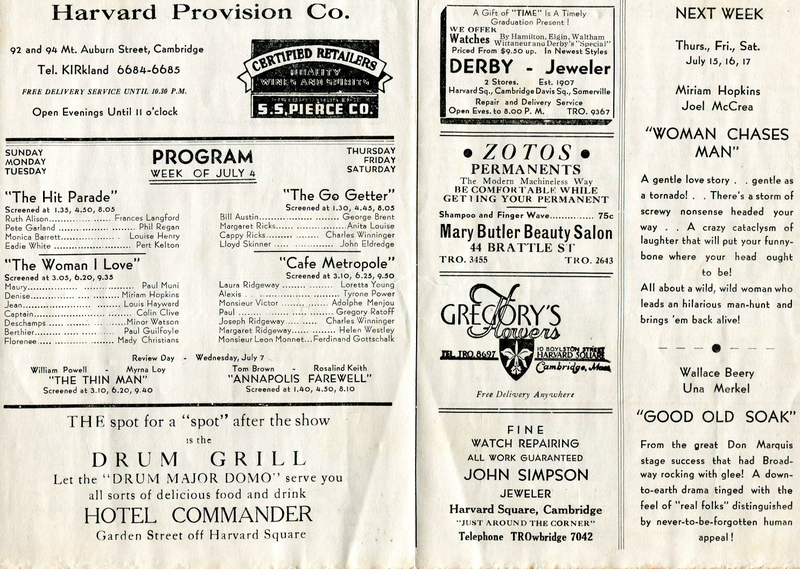 Harvard Provision Co.
92 and 94 Mt. Auburn Street, Cambridge
Tel. KIRkland 6684-6685
FREE DELIVERY SERVICE UNTIL 10.30 P.M.
Open Evenings Until 11 o'clock
CERTIFIED RETAILERS
QUALITY
WINES AND SPIRITS
S.S. PIERCE CO.
SUNDAY
MONDAY
TUESDAY
PROGRAM
WEEK OF JULY 4
THURSDAY
FRIDAY
SATURDAY
"The Hit Parade"
Screened at 1.35, 4.50, 8.05
Ruth Alison Frances Langford
Pete Garland Phil Regan
Monica Barrett Louise Henry
Eadie White Pert Kelton
"The Woman I Love"
Screened at 3.05, 6.20, 9.35
Maury Paul Muni
Denise Miriam Hopkins
Jean Louis Hayward
Captain Colin Clive
Deschamps Minor Watson
Berthier Paul Guilfoyle
Florence Mady Christians
"The Go Getter"
Screened at 1.30, 4.45, 8.05
Bill Austin George Brent
Margaret Ricks Anita Louise
Cappy Ricks Charles Winninger
Lloyd Skinner John Eldredge
"Cafe Metropole"
Screened at 3.10, 6.25, 9.50
Laura Ridgeway Loretta Young
Alexis Tyrone Power
Monsieur Victor Adolphe Menjou
Paul Gregory Ratoff
Joseph Ridgeway Charles Winninger
Margaret Ridgeway Helen Westley
Monsieur Leon Monnet Ferdinand Gottschalk
Review Day - Wednesday, July 7
William Powell - Myrna Loy
"THE THIN MAN"
Screened at 3.10, 6.20, 9.40
Tom Brown - Rosalind Keith
"ANNAPOLIS FAREWELL"
Screened at 1.40, 4.50, 8.10
THE spot for a "spot" after the show
is the
DRUM GRILL
Let the "DRUM MAJOR DOMO" serve you
all sorts of delicious food and drink
HOTEL COMMANDER
Garden Street off Harvard Square
A Gift of "TIME" Is A Timely
Graduation Present !
WE OFFER
Watches By Hamilton, Elgin, Waltham
Wittnauer and Derby's "Special"
Priced From $9.50 up. In Newest Styles
DERBY - Jeweler
2 Stores. Est. 1907
Harvard Sq., Cambridge Davis Sq., Somerville
Repair and Delivery Service
Open Eves. to 8.00 P. M. TRO. 9367
• ZOTOS •
PERMANENTS
The Modern Machineless Way
BE COMFORTABLE WHILE
GETTING YOUR PERMANENT
Shampoo and Finger Wave 75c
Mary Butler Beauty Salon
44 BRATTLE ST
TRO. 3455 TRO. 2643
GREGORY'S
Flowers
TEL. TRO. 8697
10 BOYLSTON STREET
HARVARD SQUARE
Cambridge, Mass.
Free Delivery Anywhere
FINE
WATCH REPAIRING
ALL WORK GUARANTEED
JOHN SIMPSON
JEWELER
Harvard Square, Cambridge
"JUST AROUND THE CORNER"
Telephone TROwbridge 7042
NEXT WEEK
Thurs., Fri., Sat.
July 15, 16, 17
Miriam Hopkins
Joel McCrea
"WOMAN CHASES
MAN"
A gentle love story . . gentle as
a tornado! . . There's a storm of
screwy nonsense headed your
way . . A crazy cataclysm of
laughter that will put your funny-
bone where your head ought
to be!
All about a wild, wild woman who
leads an hilarious man-hunt and
brings 'em back alive!
Wallace Beery
Una Merkel
"GOOD OLD SOAK"
From the great Don Marquis
stage success that had Broad-
way rocking with glee! A down-
to-earth drama tinged with the
feel of "real folks" distinguished
by never-to-be-forgotten human
appeal!